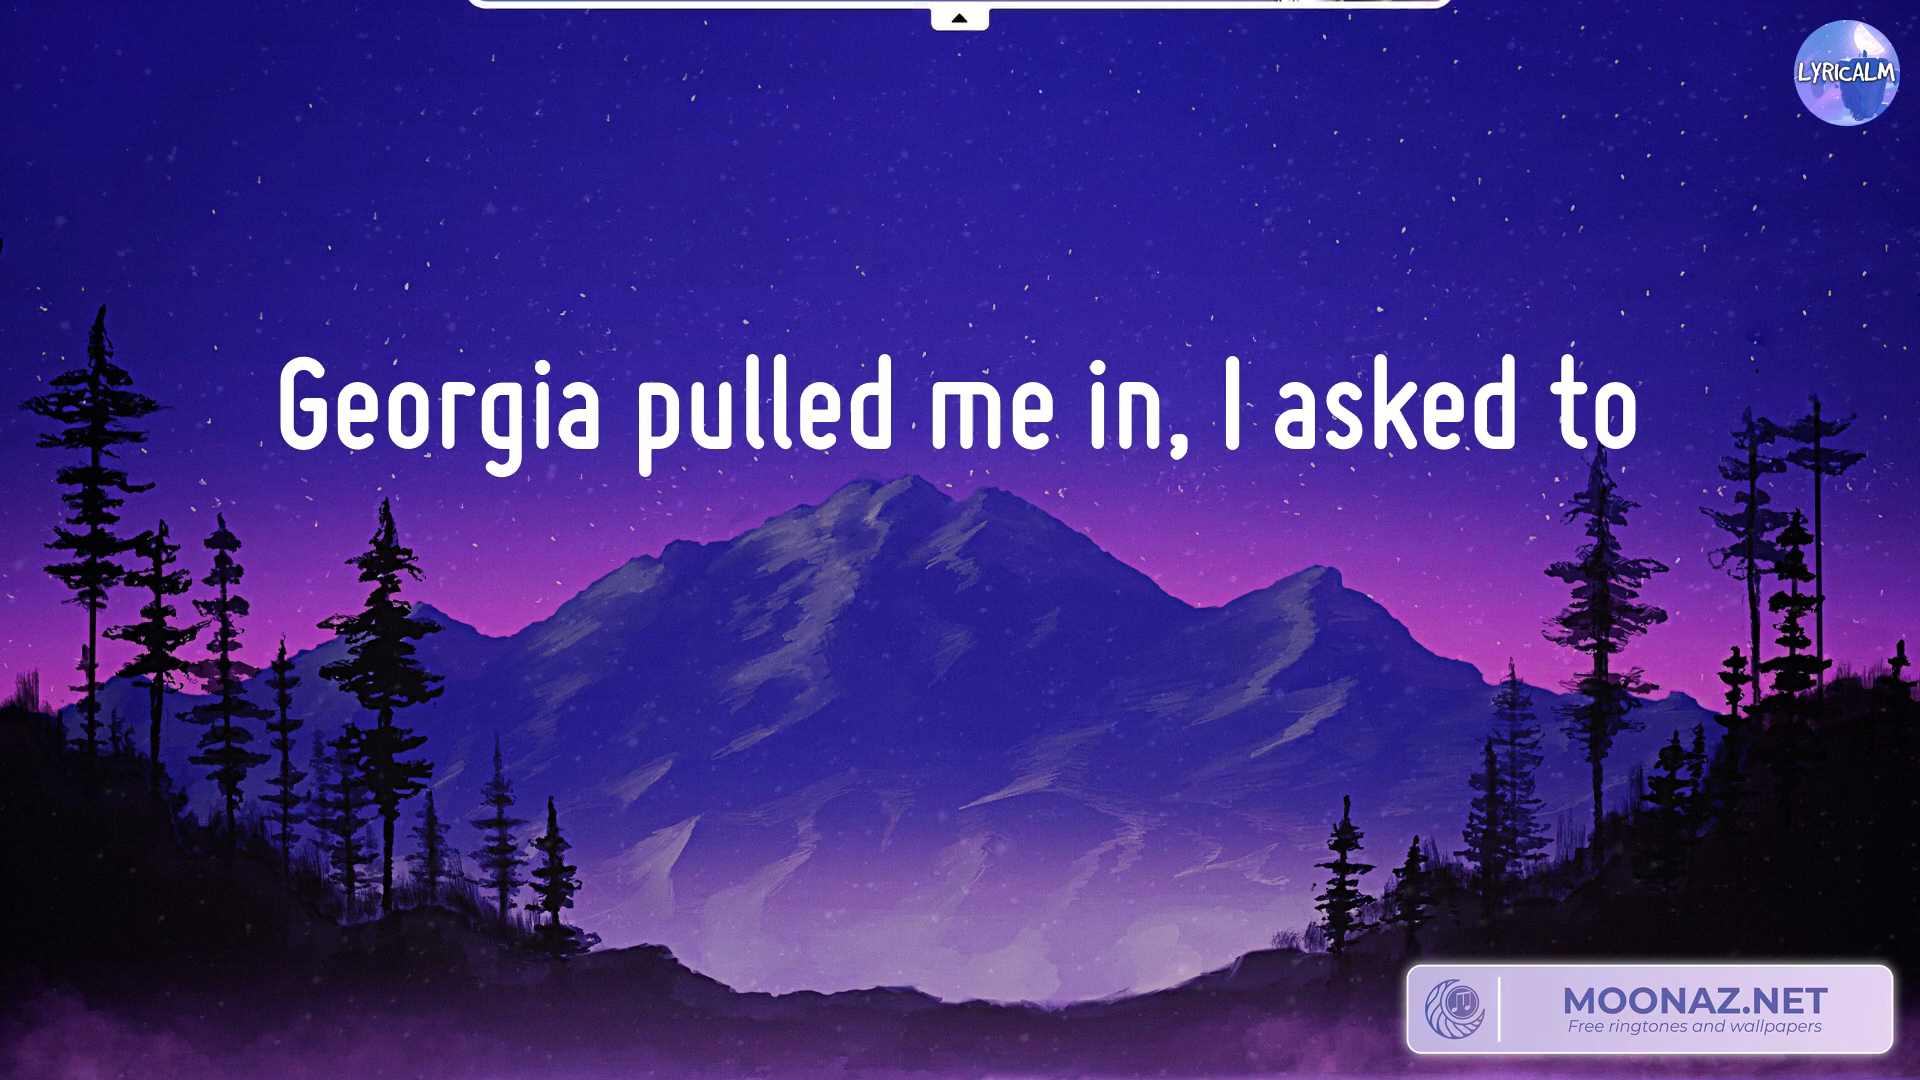 LYRICALM
Georgia pulled me in, I asked to
MOONAZ.NET
Free ringtones and wallpapers